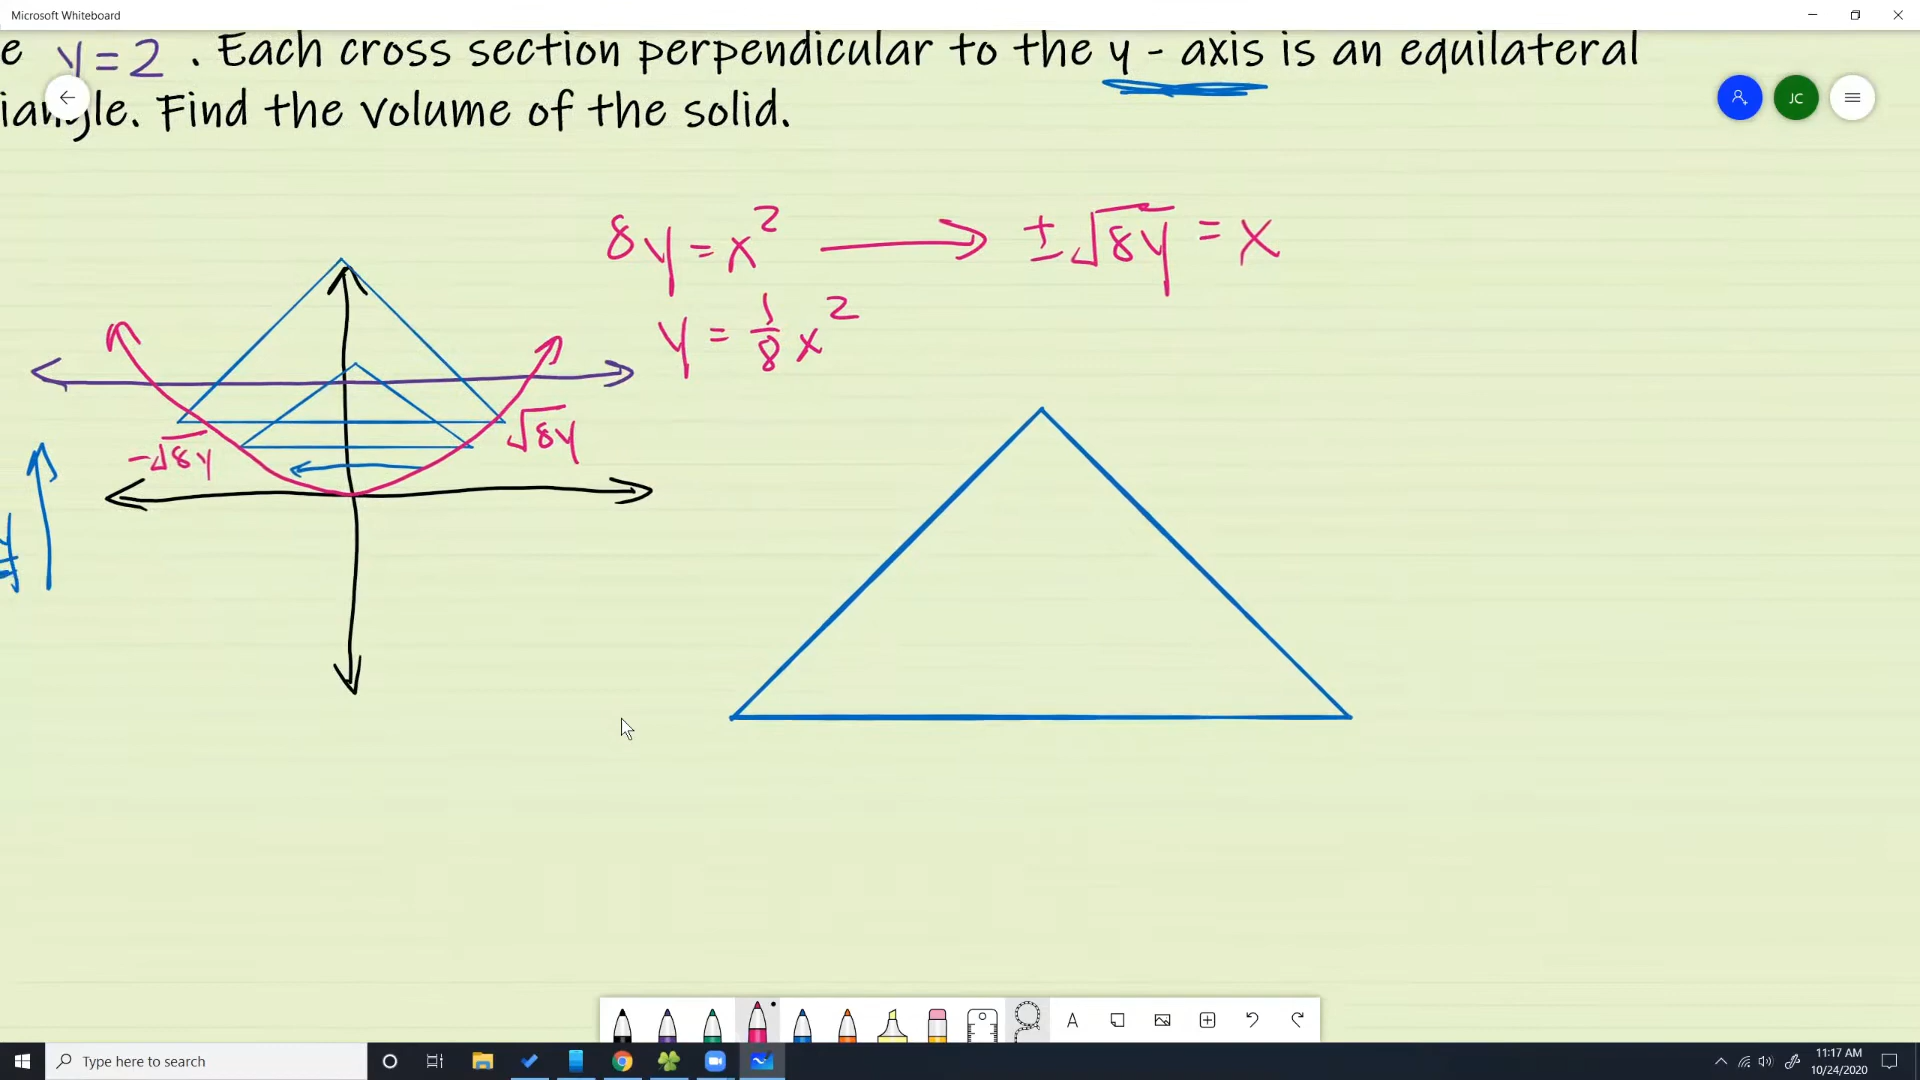 Microsoft Whiteboard
e y = 2 . Each cross section perpendicular to the y - axis is an equilateral
iangle. Find the volume of the solid.
JC
8y = x² → ±√8y = x
y = 1/8 x²
-√8y
√8y
y
A
Type here to search
11:17 AM
10/24/2020